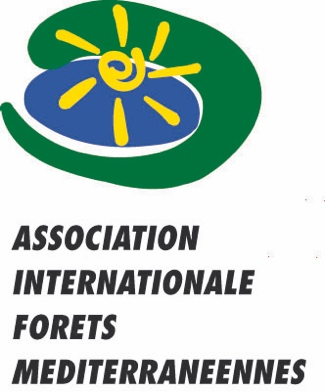 ASSOCIATION
INTERNATIONALE
FORETS
MEDITERRANEENNES